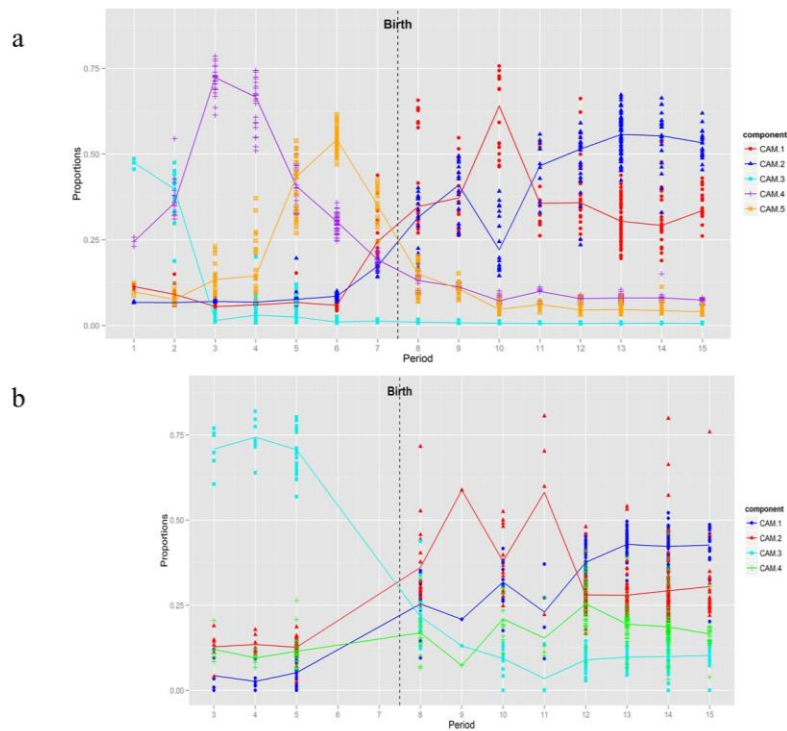 a
Birth
0.75
0.50
0.25
0.00
Proportions
1 2 3 4 5 6 7 8 9 10 11 12 13 14 15
Period
component
CAM.1
CAM.2
CAM.3
CAM.4
CAM.5
b
Birth
0.75
0.50
0.25
0.00
Proportions
3 4 5 6 7 8 9 10 11 12 13 14 15
Period
component
CAM.1
CAM.2
CAM.3
CAM.4